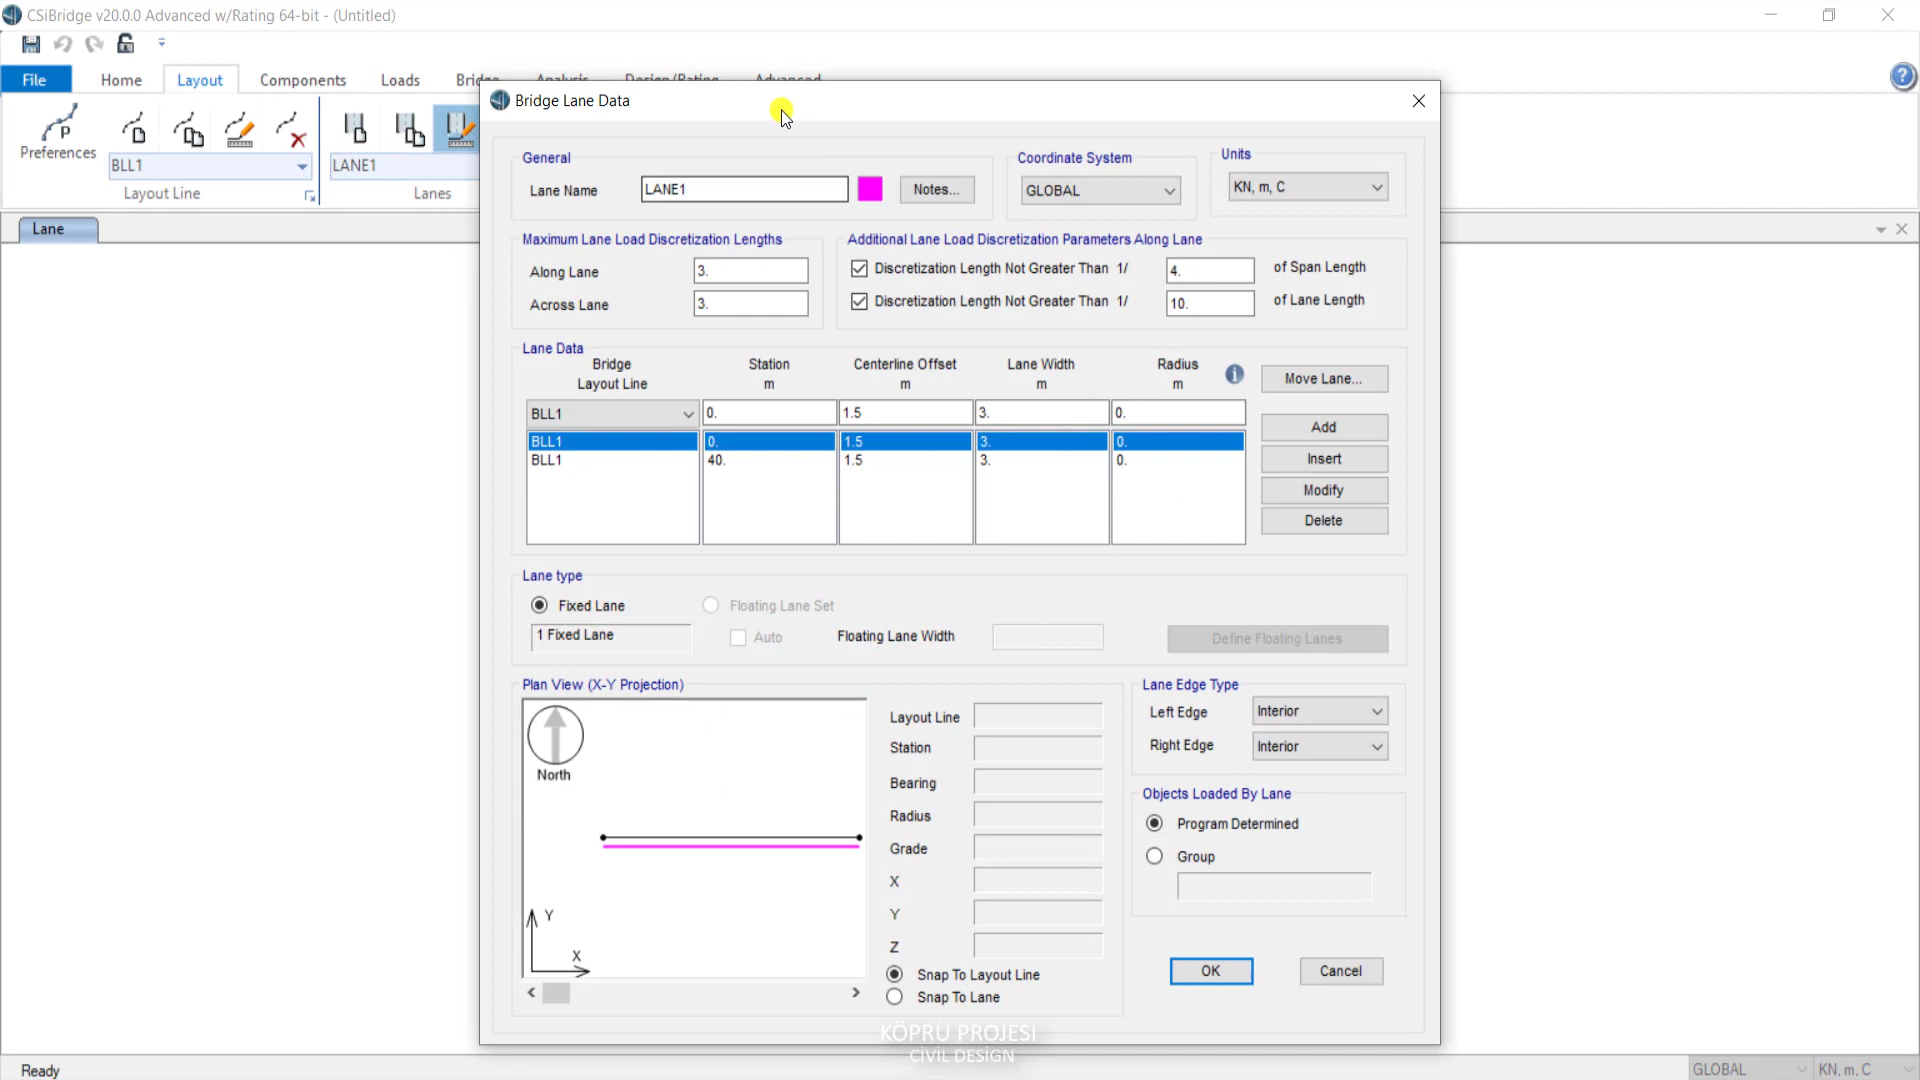 CSiBridge v20.0.0 Advanced w/Rating 64-bit - (Untitled)
File Home Layout Components Loads Bridge Analysis Design/Rating Advanced
Preferences
BLL1
Layout Line
LANE1
Lanes
Lane
Bridge Lane Data
General
Lane Name LANE1 Notes...
Coordinate System
GLOBAL
Units
KN, m, C
Maximum Lane Load Discretization Lengths
Along Lane 3.
Across Lane 3.
Additional Lane Load Discretization Parameters Along Lane
Discretization Length Not Greater Than 1/ 4. of Span Length
Discretization Length Not Greater Than 1/ 10. of Lane Length
Lane Data
Bridge Station Centerline Offset Lane Width Radius
Layout Line m m m m
BLL1 0. 1.5 3. 0.
BLL1 0. 1.5 3. 0.
BLL1 40. 1.5 3. 0.
Move Lane...
Add
Insert
Modify
Delete
Lane type
Fixed Lane Floating Lane Set
1 Fixed Lane Auto Floating Lane Width Define Floating Lanes
Plan View (X-Y Projection)
North
Y
X
Layout Line
Station
Bearing
Radius
Grade
X
Y
Z
Snap To Layout Line
Snap To Lane
Lane Edge Type
Left Edge Interior
Right Edge Interior
Objects Loaded By Lane
Program Determined
Group
OK Cancel
KÖPRÜ PROJESİ
CİVİL DESİGN
Ready GLOBAL KN, m, C